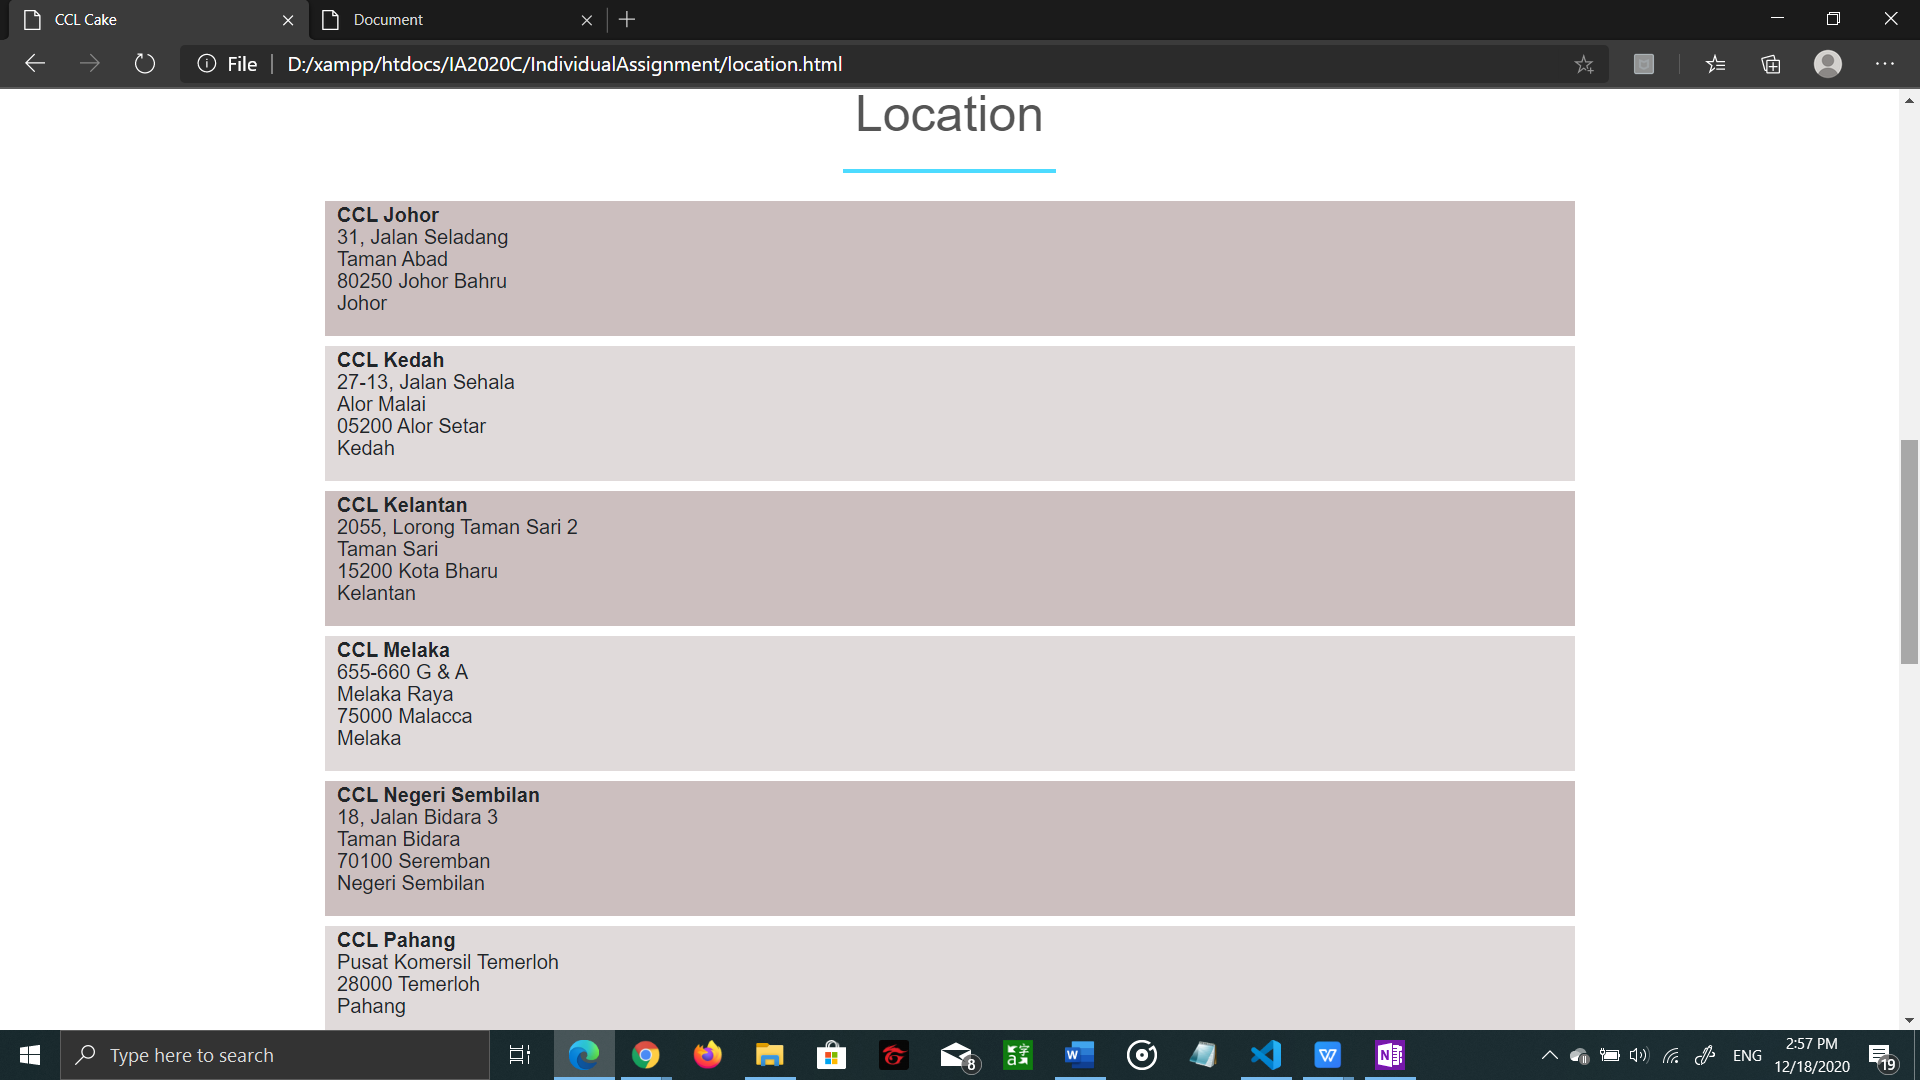 CCL Cake
Document
File
D:/xampp/htdocs/IA2020C/IndividualAssignment/location.html
Location
CCL Johor
31, Jalan Seladang
Taman Abad
80250 Johor Bahru
Johor
CCL Kedah
27-13, Jalan Sehala
Alor Malai
05200 Alor Setar
Kedah
CCL Kelantan
2055, Lorong Taman Sari 2
Taman Sari
15200 Kota Bharu
Kelantan
CCL Melaka
655-660 G & A
Melaka Raya
75000 Malacca
Melaka
CCL Negeri Sembilan
18, Jalan Bidara 3
Taman Bidara
70100 Seremban
Negeri Sembilan
CCL Pahang
Pusat Komersil Temerloh
28000 Temerloh
Pahang
Type here to search
8
ENG
2:57 PM
12/18/2020
19